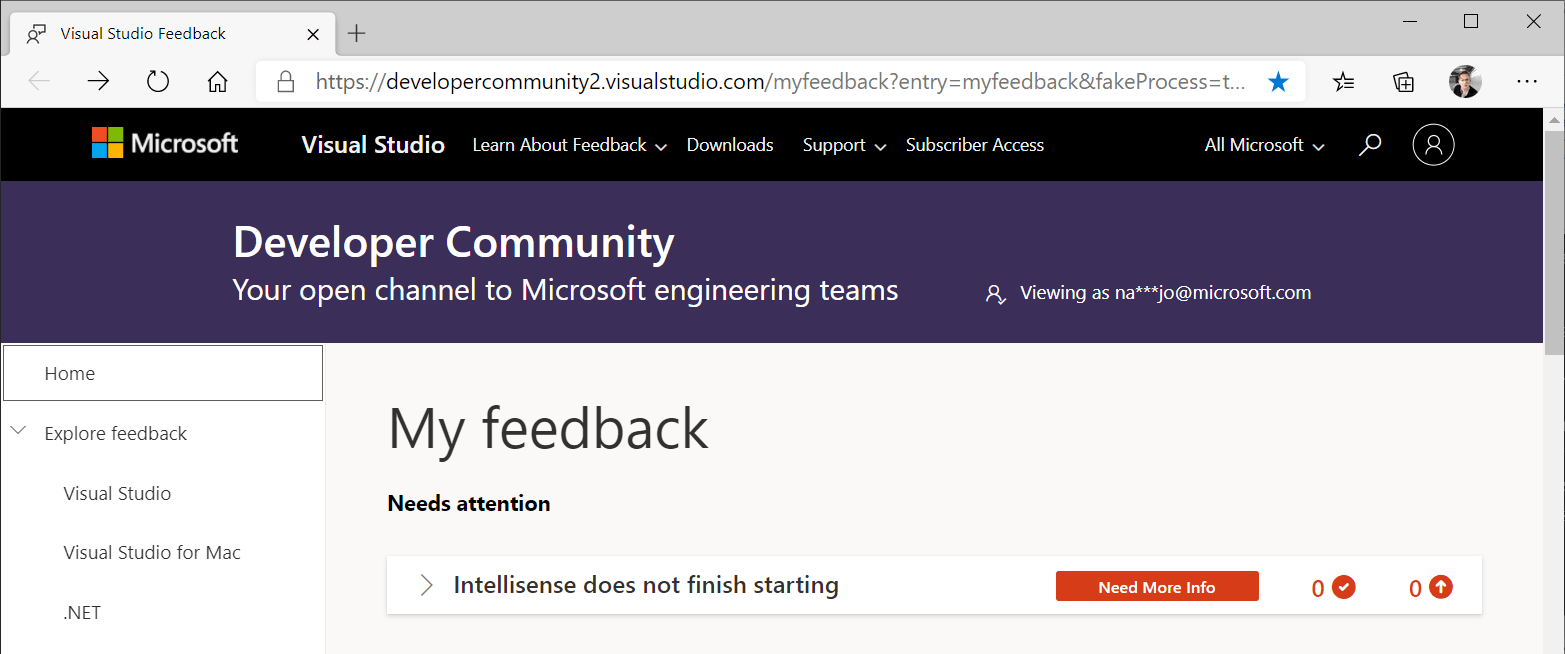 Visual Studio Feedback
https://developercommunity2.visualstudio.com/myfeedback?entry=myfeedback&fakeProcess=t...
Microsoft Visual Studio Learn About Feedback Downloads Support Subscriber Access All Microsoft
Developer Community
Your open channel to Microsoft engineering teams
Viewing as na***jo@microsoft.com
Home
Explore feedback
Visual Studio
Visual Studio for Mac
.NET
My feedback
Needs attention
Intellisense does not finish starting Need More Info 0 0